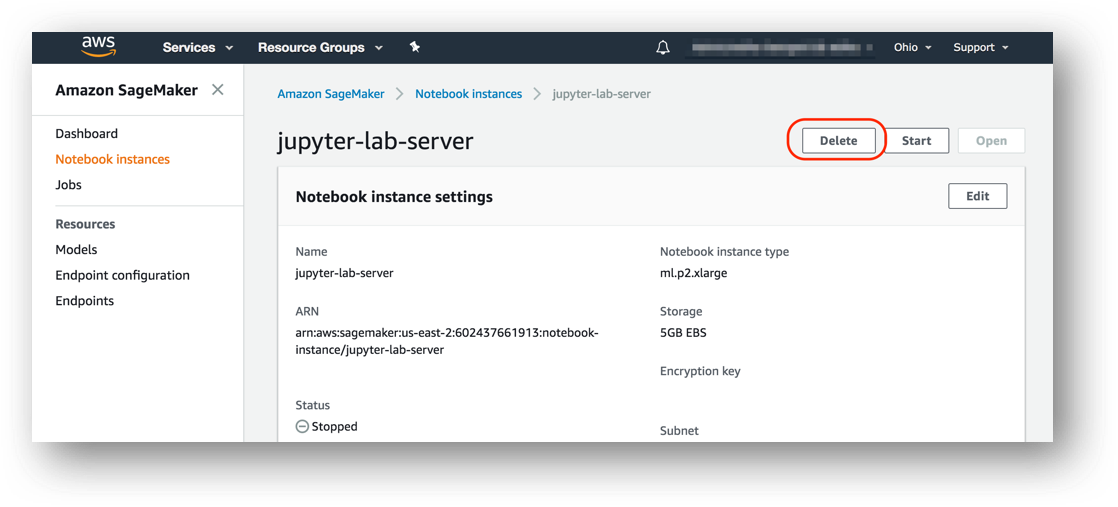 aws Services Resource Groups Ohio Support
Amazon SageMaker
Dashboard
Notebook instances
Jobs
Resources
Models
Endpoint configuration
Endpoints
Amazon SageMaker > Notebook instances > jupyter-lab-server
jupyter-lab-server Delete Start Open
Notebook instance settings Edit
Name
jupyter-lab-server
ARN
arn:aws:sagemaker:us-east-2:602437661913:notebook-
instance/jupyter-lab-server
Status
Stopped
Notebook instance type
ml.p2.xlarge
Storage
5GB EBS
Encryption key
Subnet